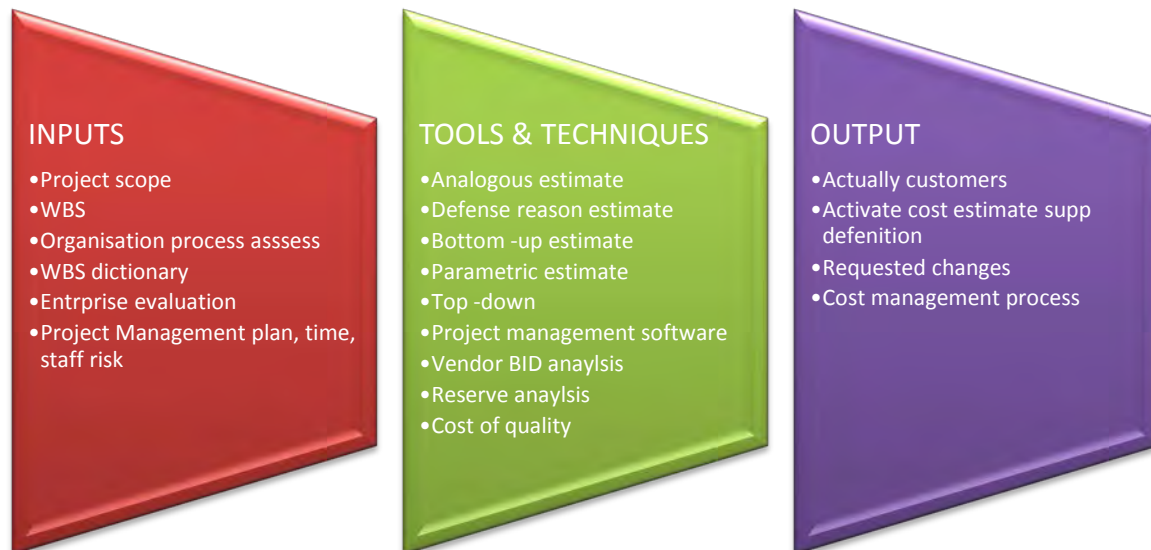 INPUTS
•Project scope
•WBS
•Organisation process asssess
•WBS dictionary
•Entrprise evaluation
•Project Management plan, time,
staff risk
TOOLS & TECHNIQUES
•Analogous estimate
•Defense reason estimate
•Bottom -up estimate
•Parametric estimate
•Top -down
•Project management software
•Vendor BID anaylsis
•Reserve anaylsis
•Cost of quality
OUTPUT
•Actually customers
•Activate cost estimate supp
defenition
•Requested changes
•Cost management process